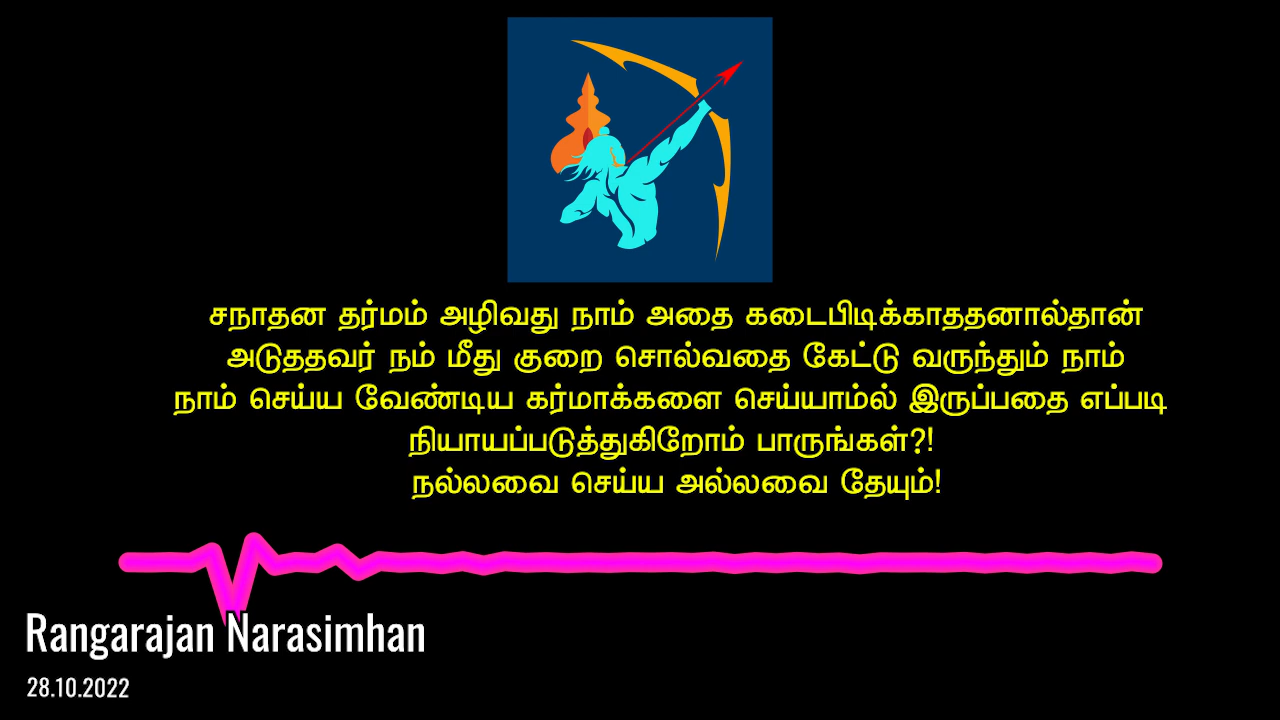 சநாதன தர்மம் அழிவது நாம் அதை கடைபிடிக்காததனால்தான்
அடுததவர் நம் மீது குறை சொல்வதை கேட்டு வருந்தும் நாம்
நாம் செய்ய வேண்டிய கர்மாக்களை செய்யாம்ல் இருப்பதை எப்படி
நியாயப்படுத்துகிறோம் பாருங்கள்?!
நல்லவை செய்ய அல்லவை தேயும்!
Rangarajan Narasimhan
28.10.2022